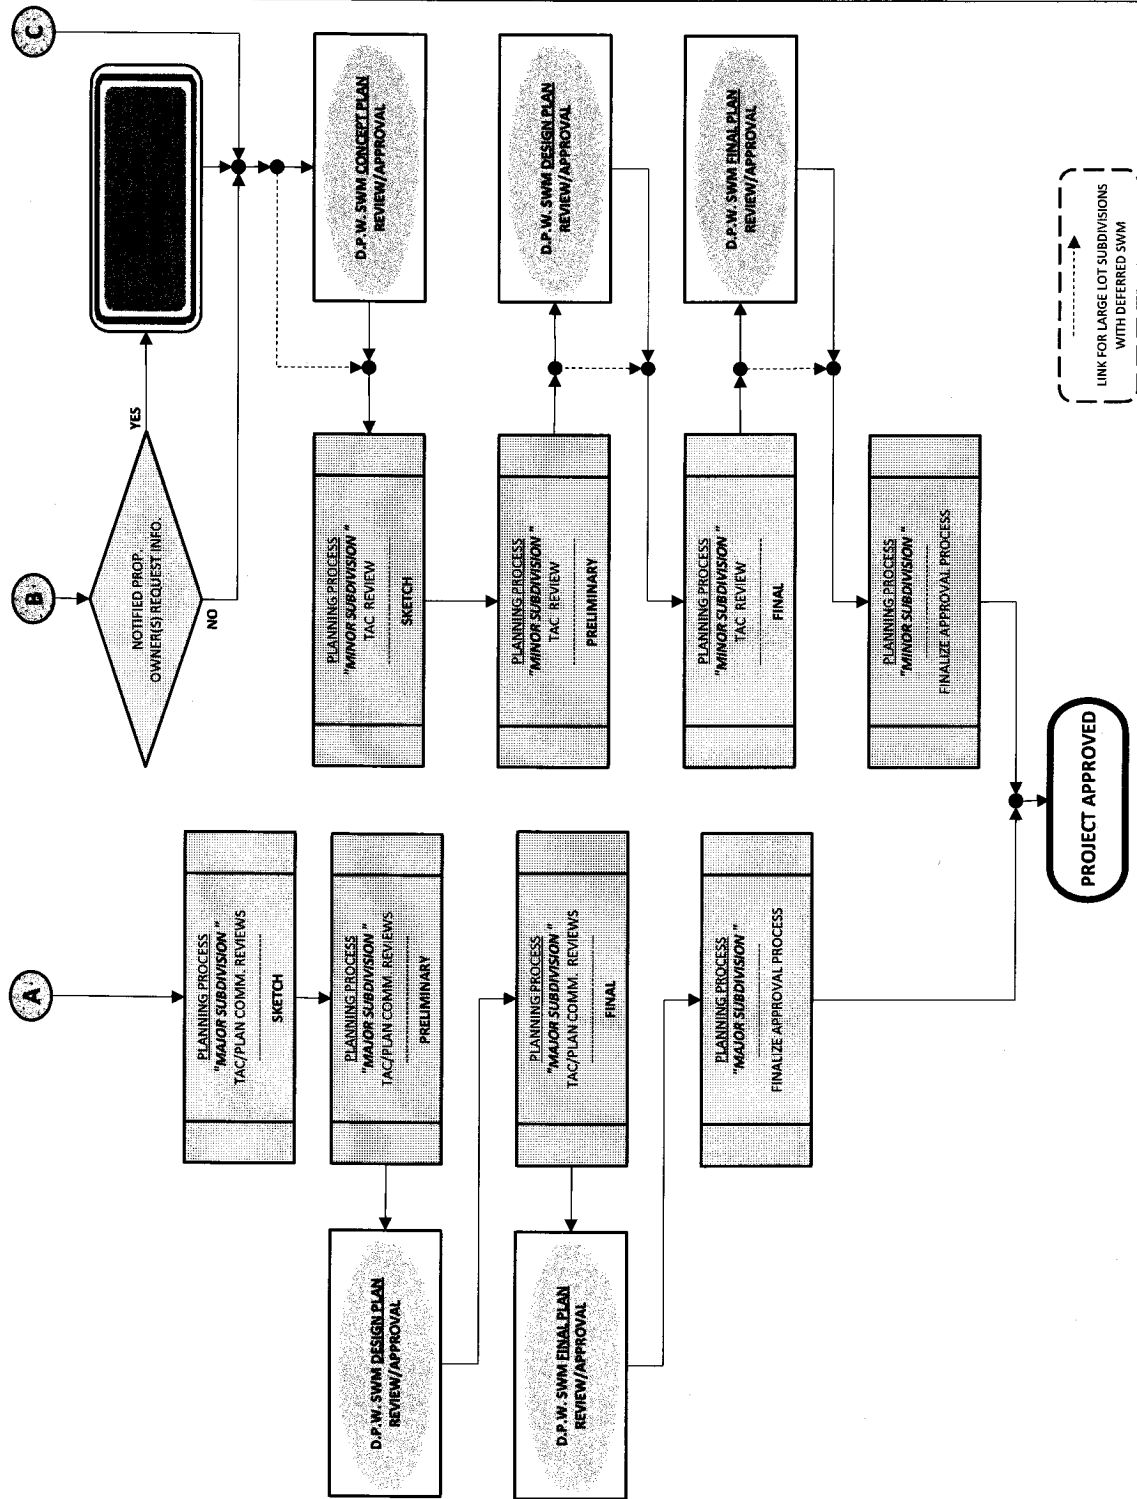 A
B
C
NOTIFIED PROP.
OWNER(S) REQUEST INFO.
YES
NO
PLANNING PROCESS
"MAJOR SUBDIVISION"
TAC/PLAN COMM. REVIEWS
SKETCH
D.P.W. SWM DESIGN PLAN
REVIEW/APPROVAL
PLANNING PROCESS
"MAJOR SUBDIVISION"
TAC/PLAN COMM. REVIEWS
PRELIMINARY
PLANNING PROCESS
"MINOR SUBDIVISION"
TAC REVIEW
SKETCH
D.P.W. SWM CONCEPT PLAN
REVIEW/APPROVAL
D.P.W. SWM FINAL PLAN
REVIEW/APPROVAL
PLANNING PROCESS
"MAJOR SUBDIVISION"
TAC/PLAN COMM. REVIEWS
FINAL
PLANNING PROCESS
"MINOR SUBDIVISION"
TAC REVIEW
PRELIMINARY
D.P.W. SWM DESIGN PLAN
REVIEW/APPROVAL
PLANNING PROCESS
"MAJOR SUBDIVISION"
FINALIZE APPROVAL PROCESS
PLANNING PROCESS
"MINOR SUBDIVISION"
TAC REVIEW
FINAL
D.P.W. SWM FINAL PLAN
REVIEW/APPROVAL
PLANNING PROCESS
"MINOR SUBDIVISION"
FINALIZE APPROVAL PROCESS
PROJECT APPROVED
LINK FOR LARGE LOT SUBDIVISIONS
WITH DEFERRED SWM